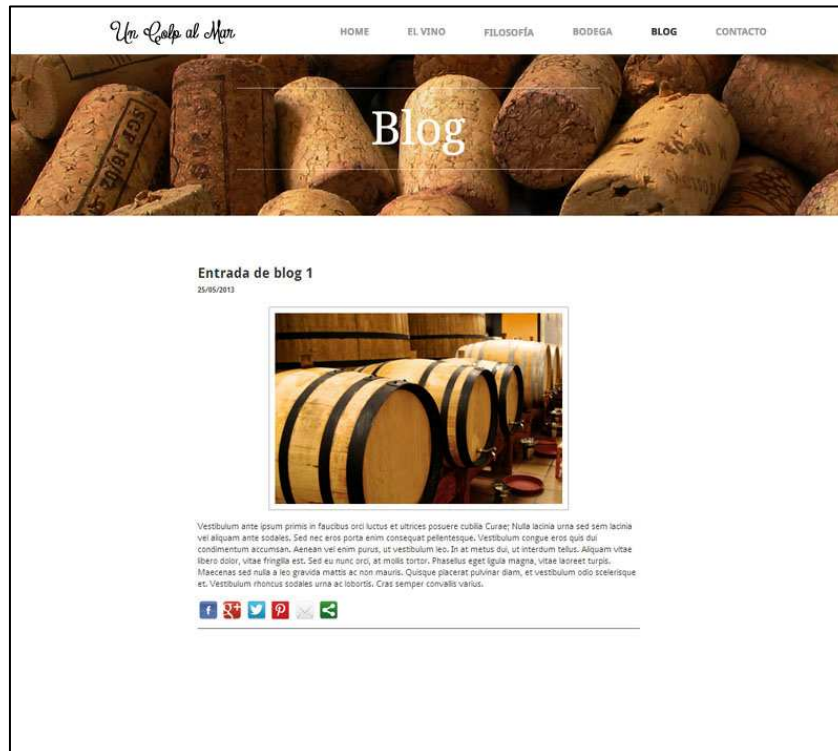 Un Golp al Mar
HOME
EL VINO
FILOSOFÍA
BODEGA
BLOG
CONTACTO
Blog
Entrada de blog 1
25/05/2013
Vestibulum ante ipsum primis in faucibus orci luctus et ultrices posuere cubilia Curae; Nulla lacinia urna sed sem lacinia
vel aliquam ante sodales. Sed nec eros porta enim consequat pellentesque. Vestibulum congue eros quis dui
condimentum accumsan. Aenean vel enim purus, ut vestibulum leo. In at metus dui, ut interdum tellus. Aliquam vitae
libero dolor, vitae fringilla est. Sed eu nunc orci, at mollis tortor. Phasellus eget ligula magna, vitae laoreet turpis.
Maecenas sed nulla a leo gravida mattis ac non mauris. Quisque placerat pulvinar diam, et vestibulum odio scelerisque
et. Vestibulum rhoncus sodales urna ac lobortis. Cras semper convallis varius.